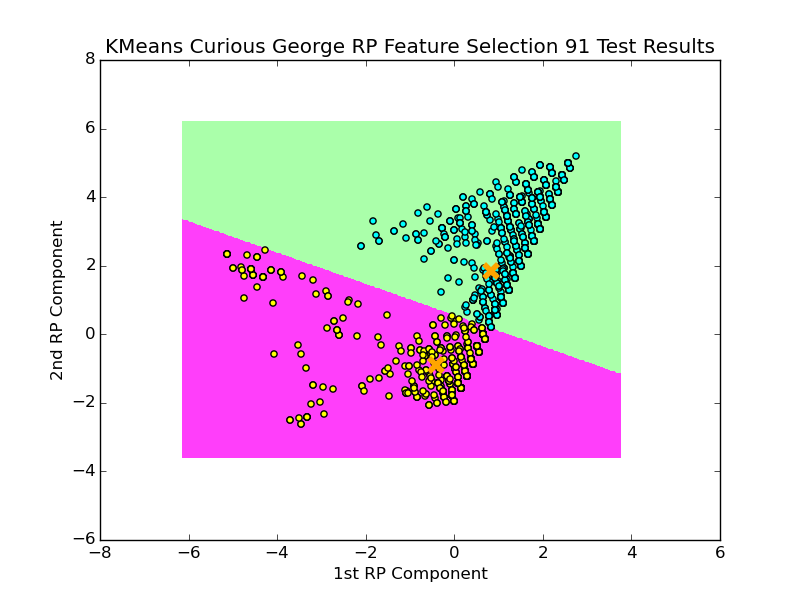 KMeans Curious George RP Feature Selection 91 Test Results
8
6
4
2
0
−2
−4
−6
2nd RP Component
−8 −6 −4 −2 0 2 4 6
1st RP Component